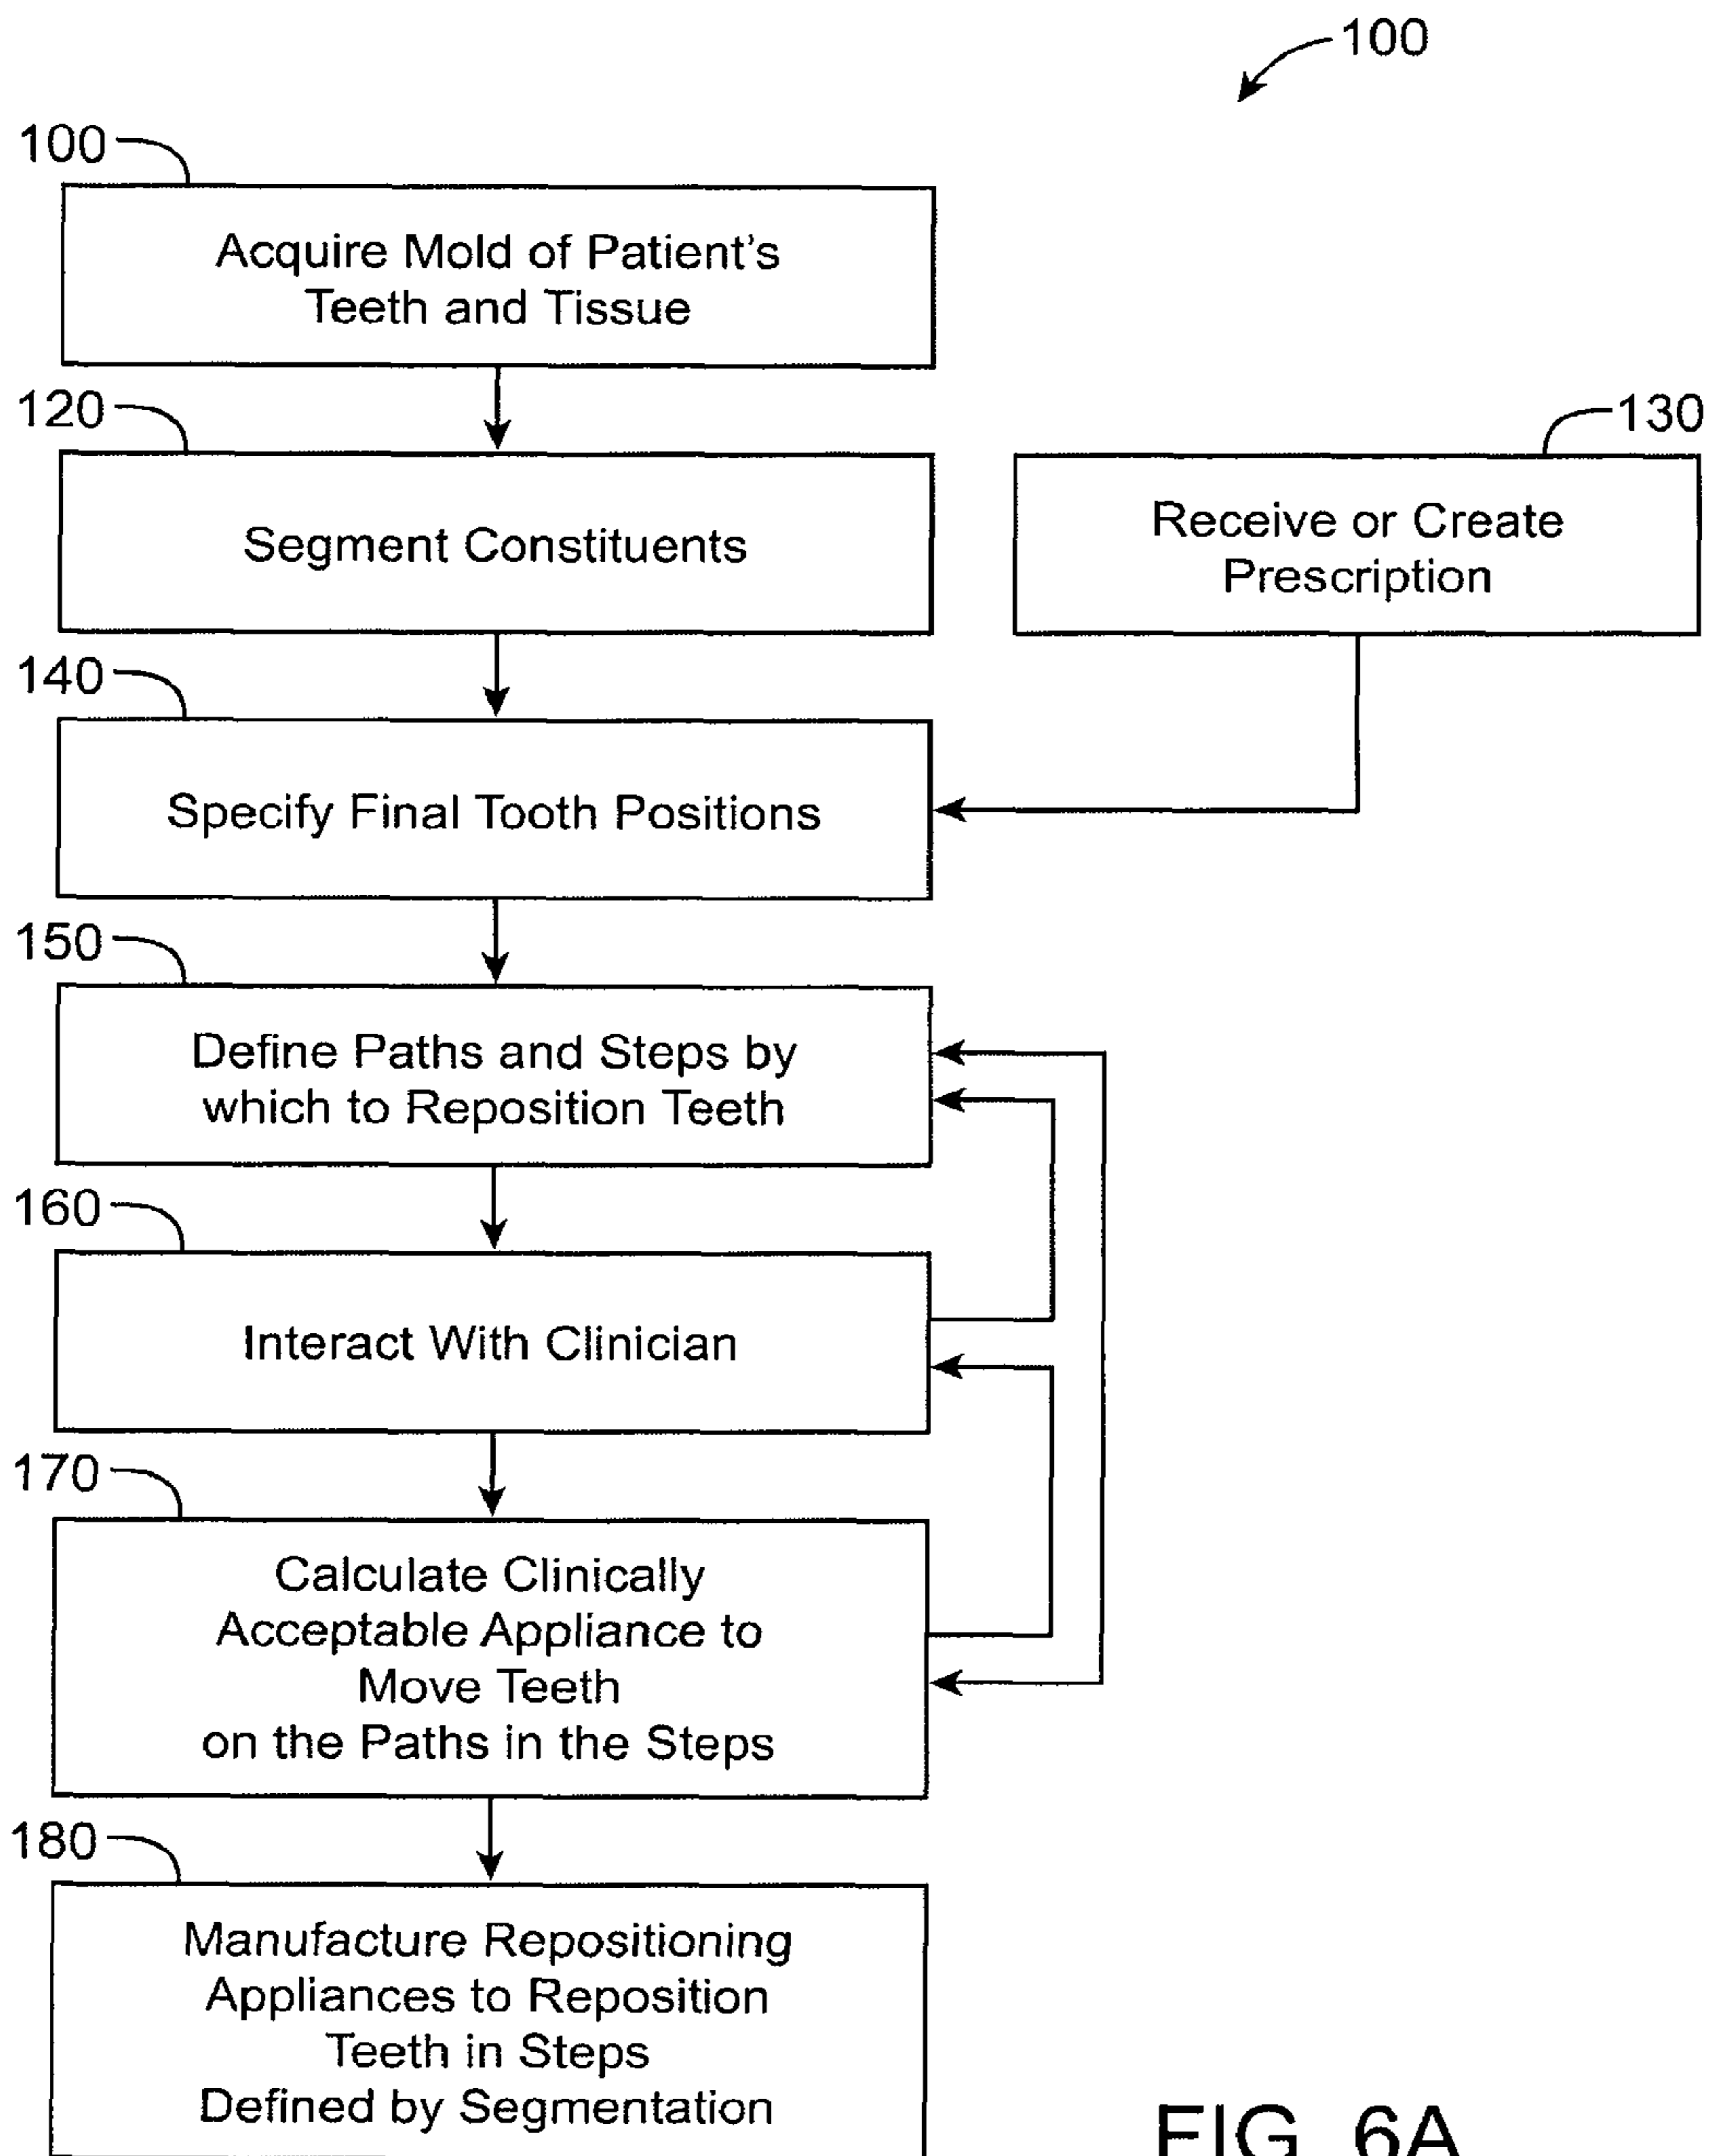 100
100
Acquire Mold of Patient's
Teeth and Tissue
120
Segment Constituents
130
Receive or Create
Prescription
140
Specify Final Tooth Positions
150
Define Paths and Steps by
which to Reposition Teeth
160
Interact With Clinician
170
Calculate Clinically
Acceptable Appliance to
Move Teeth
on the Paths in the Steps
180
Manufacture Repositioning
Appliances to Reposition
Teeth in Steps
Defined by Segmentation
FIG. 6A